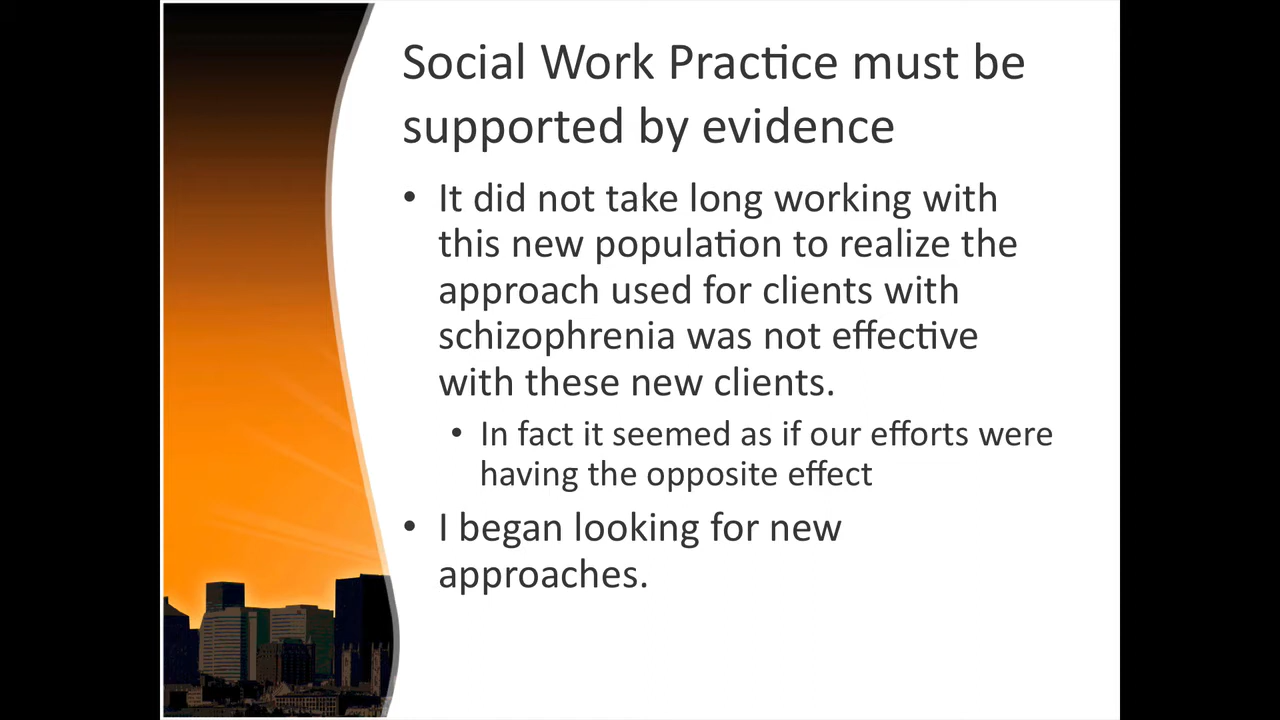 Social Work Practice must be
supported by evidence
• It did not take long working with
this new population to realize the
approach used for clients with
schizophrenia was not effective
with these new clients.
• In fact it seemed as if our efforts were
having the opposite effect
• I began looking for new
approaches.